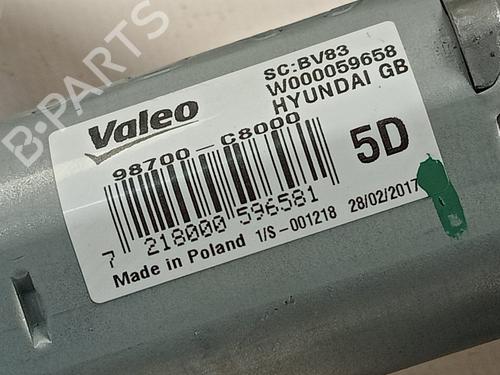 B-PARTS
SC:BV83
W000059658
HYUNDAI GB
Valeo
98700-C8000
5D
7 218000 596581
Made in Poland 1/S-001218 28/02/2017